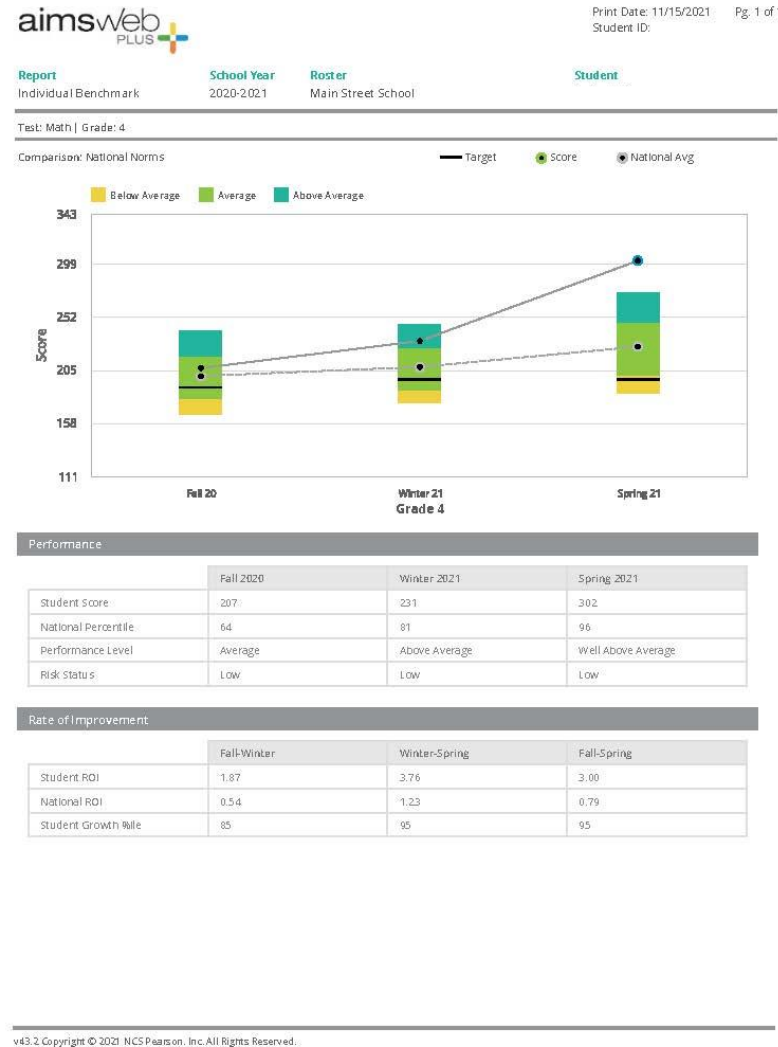 aimsweb
PLUS
Print Date: 11/15/2021 Pg. 1 of
Student ID:
Report School Year Roster Student
Individual Benchmark 2020-2021 Main Street School
Test: Math | Grade: 4
Comparison: National Norms Target Score National Avg
Below Average Average Above Average
343
299
252
205
158
111
Score
Fall 20 Winter 21 Spring 21
Grade 4
Performance
Fall 2020 Winter 2021 Spring 2021
Student Score 207 231 302
National Percentile 64 81 96
Performance Level Average Above Average Well Above Average
Risk Status Low Low Low
Rate of Improvement
Fall-Winter Winter-Spring Fall-Spring
Student ROI 1.87 3.76 3.00
National ROI 0.54 1.23 0.79
Student Growth %ile 85 95 95
v43.2 Copyright © 2021 NCS Pearson. Inc. All Rights Reserved.